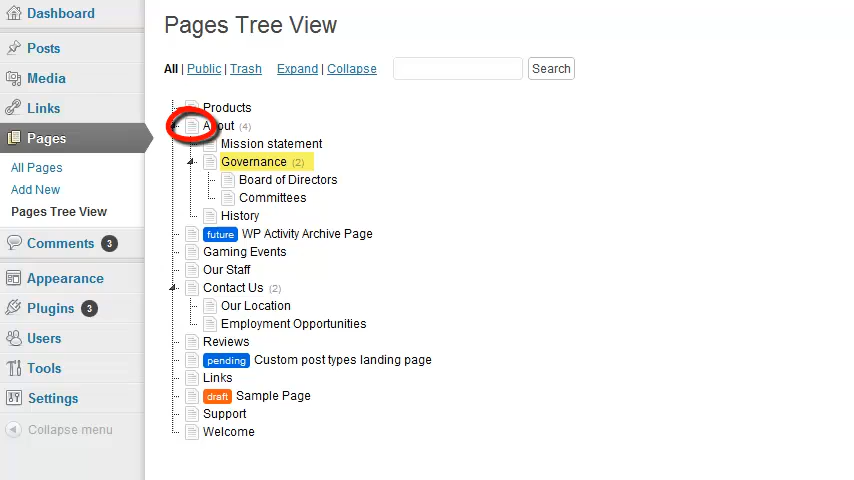 Dashboard
Posts
Media
Links
Pages
All Pages
Add New
Pages Tree View
Comments 3
Appearance
Plugins 3
Users
Tools
Settings
Collapse menu
Pages Tree View
All | Public | Trash Expand | Collapse Search
Products
About (4)
Mission statement
Governance (2)
Board of Directors
Committees
History
future WP Activity Archive Page
Gaming Events
Our Staff
Contact Us (2)
Our Location
Employment Opportunities
Reviews
pending Custom post types landing page
Links
draft Sample Page
Support
Welcome